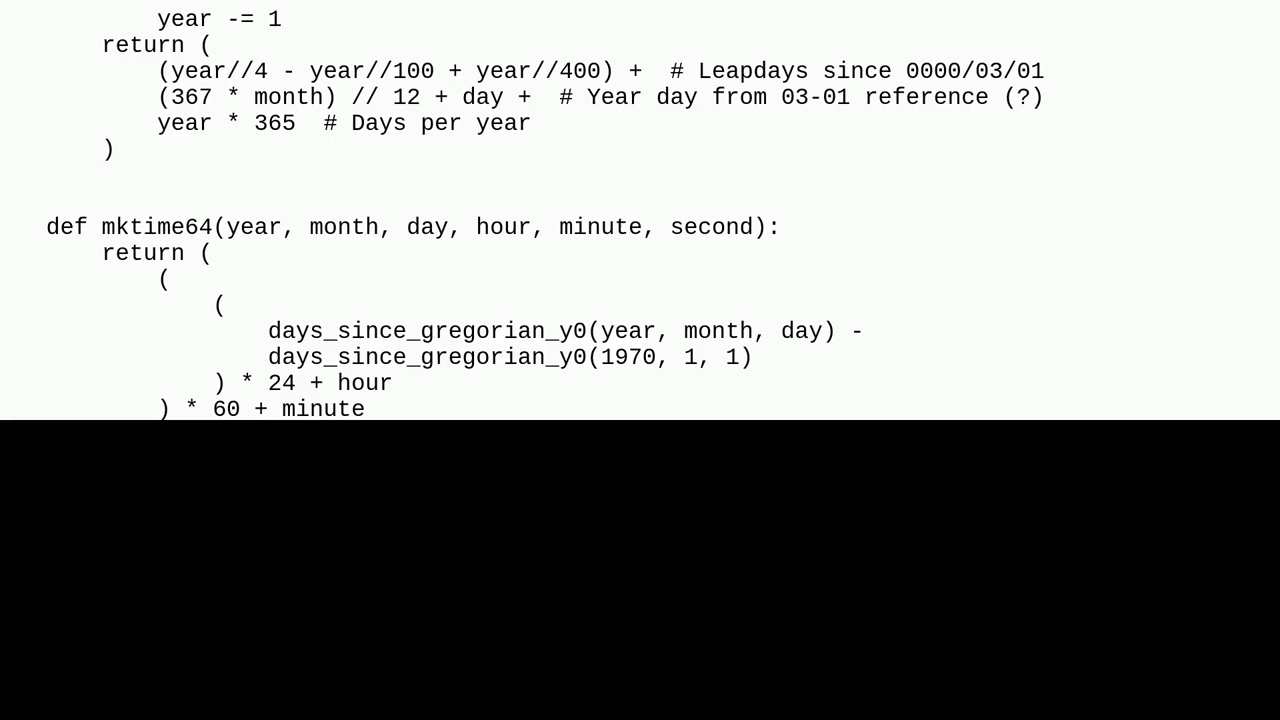 year -= 1
    return (
        (year//4 - year//100 + year//400) +  # Leapdays since 0000/03/01
        (367 * month) // 12 + day +  # Year day from 03-01 reference (?)
        year * 365  # Days per year
    )
def mktime64(year, month, day, hour, minute, second):
    return (
        (
            (
                days_since_gregorian_y0(year, month, day) -
                days_since_gregorian_y0(1970, 1, 1)
            ) * 24 + hour
        ) * 60 + minute